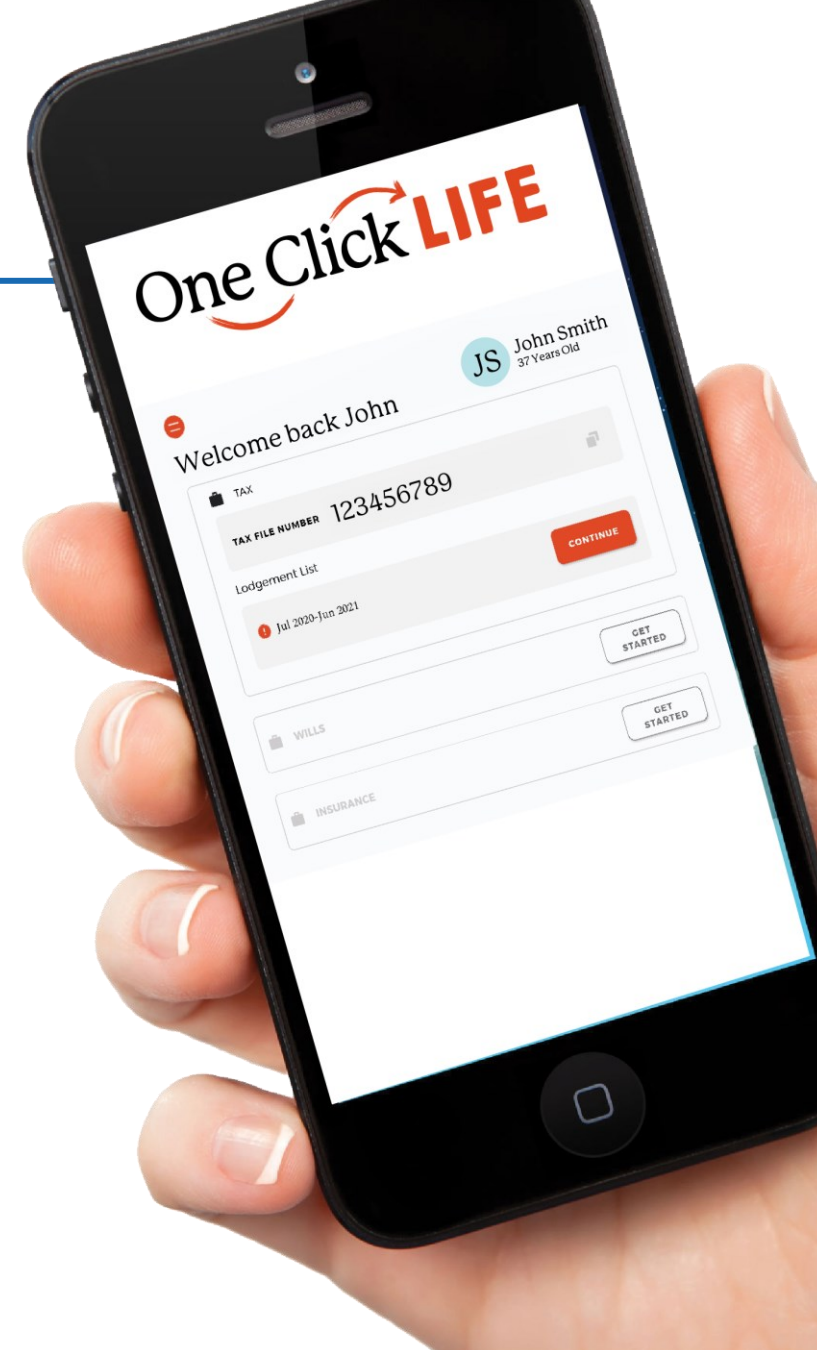 One Click LIFE
JS
John Smith
37 Years Old
Welcome back John
TAX
TAX FILE NUMBER 123456789
Lodgement List
CONTINUE
Jul 2020-Jun 2021
GET
STARTED
WILLS
GET
STARTED
INSURANCE